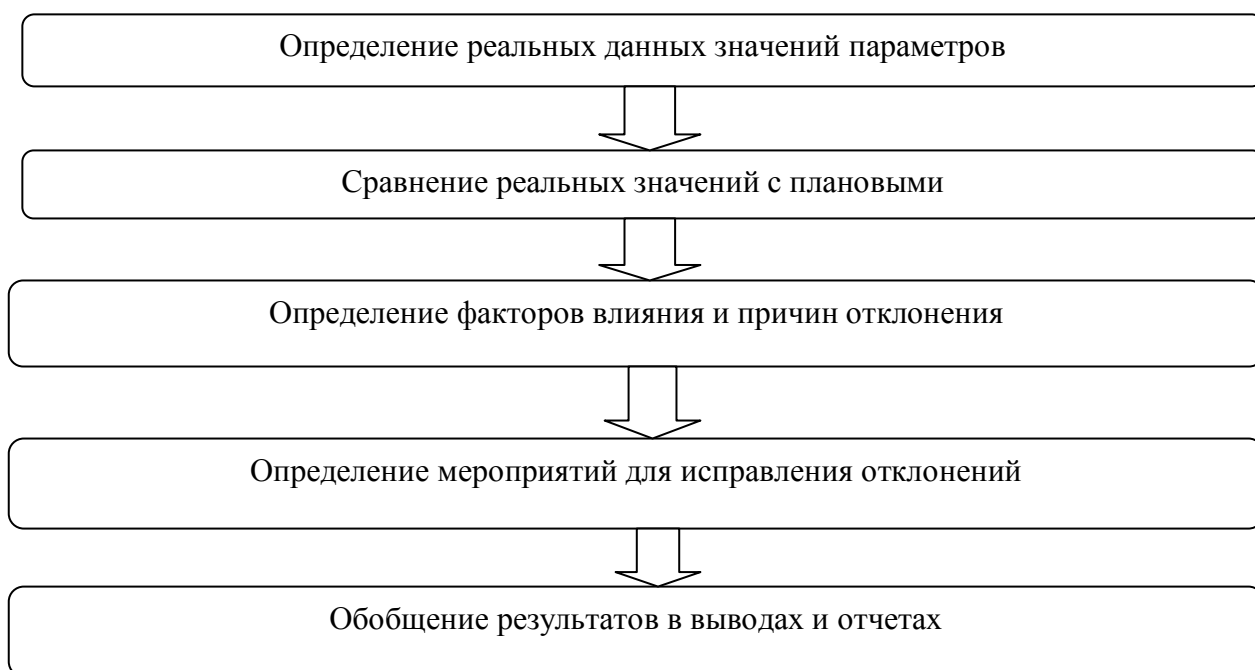 Определение реальных данных значений параметров
Сравнение реальных значений с плановыми
Определение факторов влияния и причин отклонения
Определение мероприятий для исправления отклонений
Обобщение результатов в выводах и отчетах